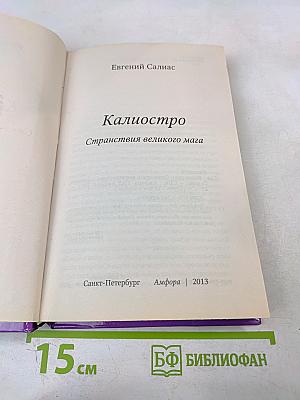 Евгений Салиас
Калиостро
Странствия великого мага
Санкт-Петербург Амфора | 2013
15 см
БФ БИБЛИОФАН